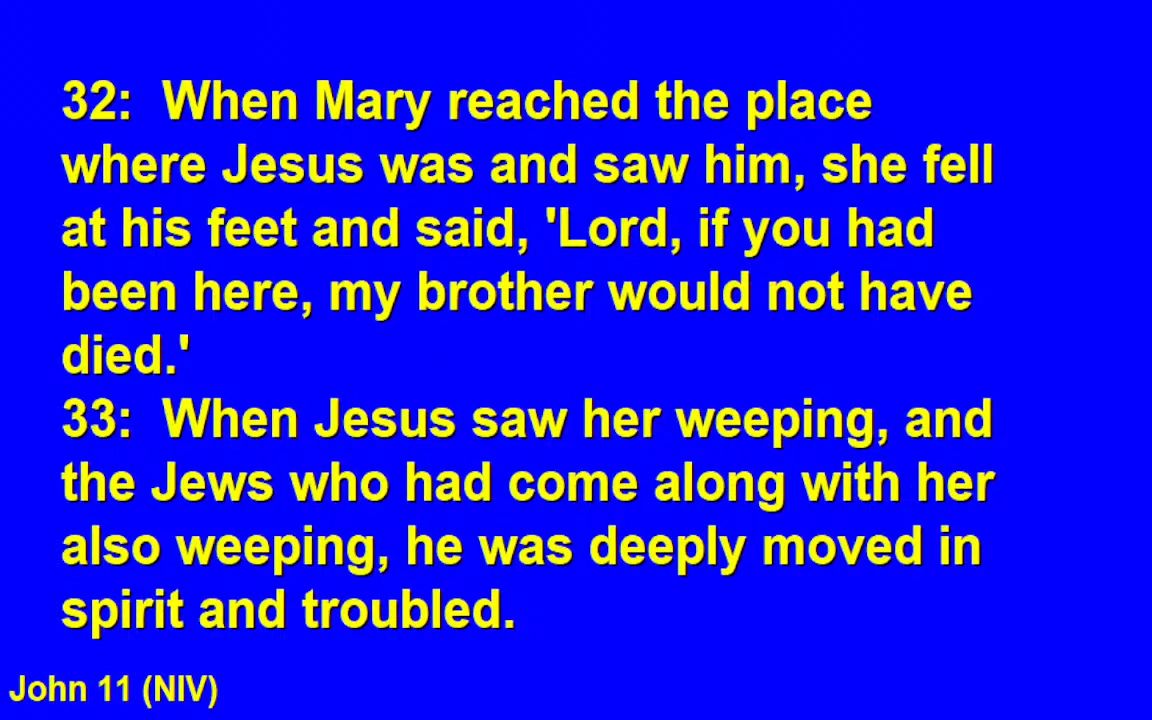 32:  When Mary reached the place
where Jesus was and saw him, she fell
at his feet and said, 'Lord, if you had
been here, my brother would not have
died.'
33:  When Jesus saw her weeping, and
the Jews who had come along with her
also weeping, he was deeply moved in
spirit and troubled.
John 11 (NIV)